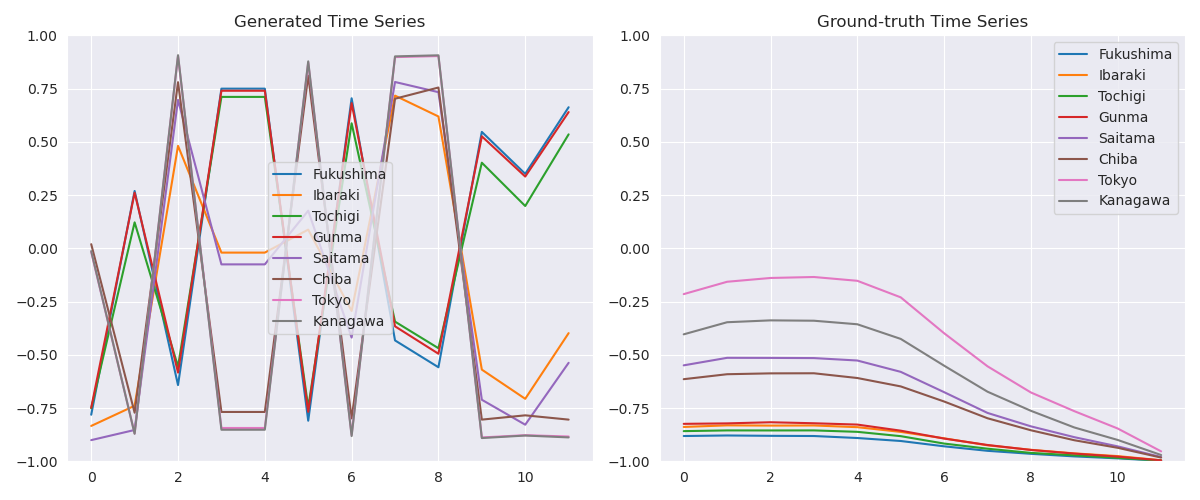 Generated Time Series
1.00
0.75
0.50
0.25
0.00
−0.25
−0.50
−0.75
−1.00
0 2 4 6 8 10
Fukushima
Ibaraki
Tochigi
Gunma
Saitama
Chiba
Tokyo
Kanagawa
Ground-truth Time Series
1.00
0.75
0.50
0.25
0.00
−0.25
−0.50
−0.75
−1.00
0 2 4 6 8 10
Fukushima
Ibaraki
Tochigi
Gunma
Saitama
Chiba
Tokyo
Kanagawa